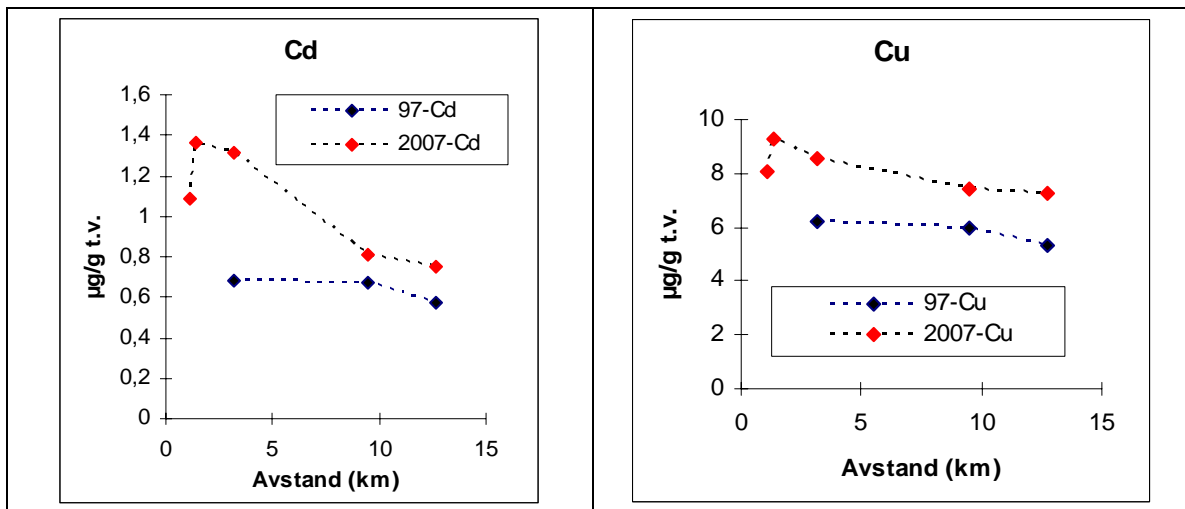 Cd
1,6
1,4
1,2
1
0,8
0,6
0,4
0,2
0
µg/g t.v.
97-Cd
2007-Cd
0 5 10 15
Avstand (km)
Cu
10
8
6
4
2
0
µg/g t.v.
97-Cu
2007-Cu
0 5 10 15
Avstand (km)